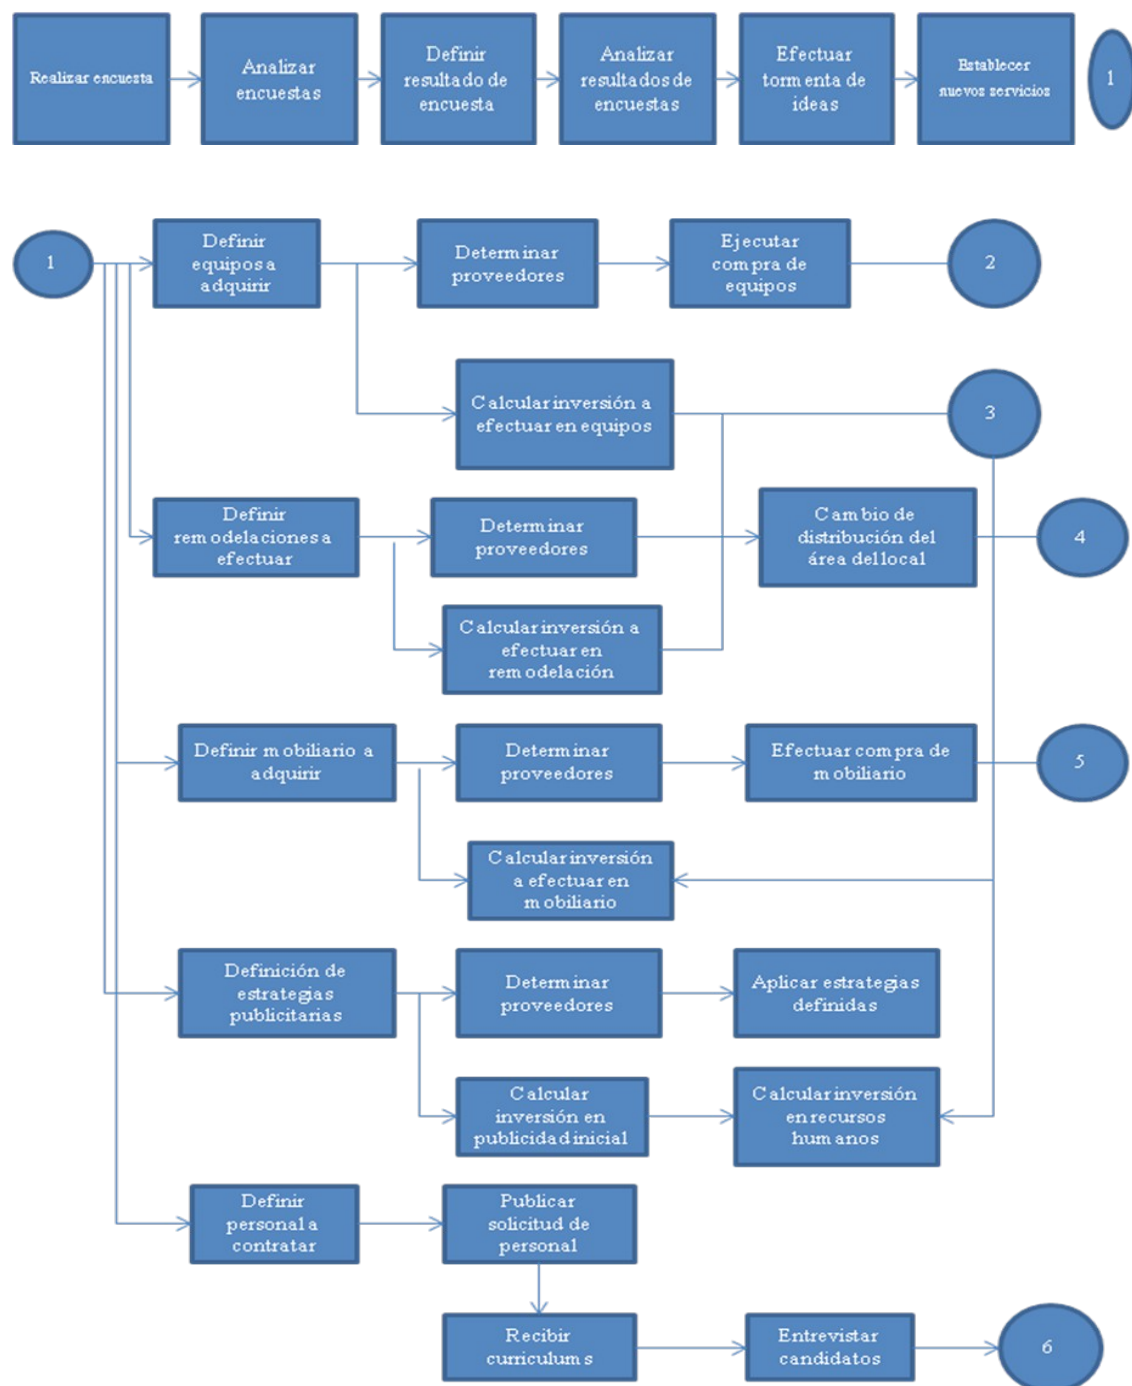 Realizar encuesta
Analizar
encuestas
Definir
resultado de
encuesta
Analizar
resultados de
encuestas
Efectuar
tormenta de
ideas
Establecer
nuevos servicios
1
1
Definir
equipos a
adquirir
Determinar
proveedores
Ejecutar
compra de
equipos
2
Calcular inversión a
efectuar en equipos
3
Definir
remodelaciones a
efectuar
Determinar
proveedores
Cambio de
distribución del
área del local
4
Calcular inversión a
efectuar en
remodelación
Definir mobiliario a
adquirir
Determinar
proveedores
Efectuar compra de
mobiliario
5
Calcular inversión
a efectuar en
mobiliario
Definición de
estrategias
publicitarias
Determinar
proveedores
Aplicar estrategias
definidas
Calcular
inversión en
publicidad inicial
Calcular inversión
en recursos
humanos
Definir
personal a
contratar
Publicar
solicitud de
personal
Recibir
curriculums
Entrevistar
candidatos
6